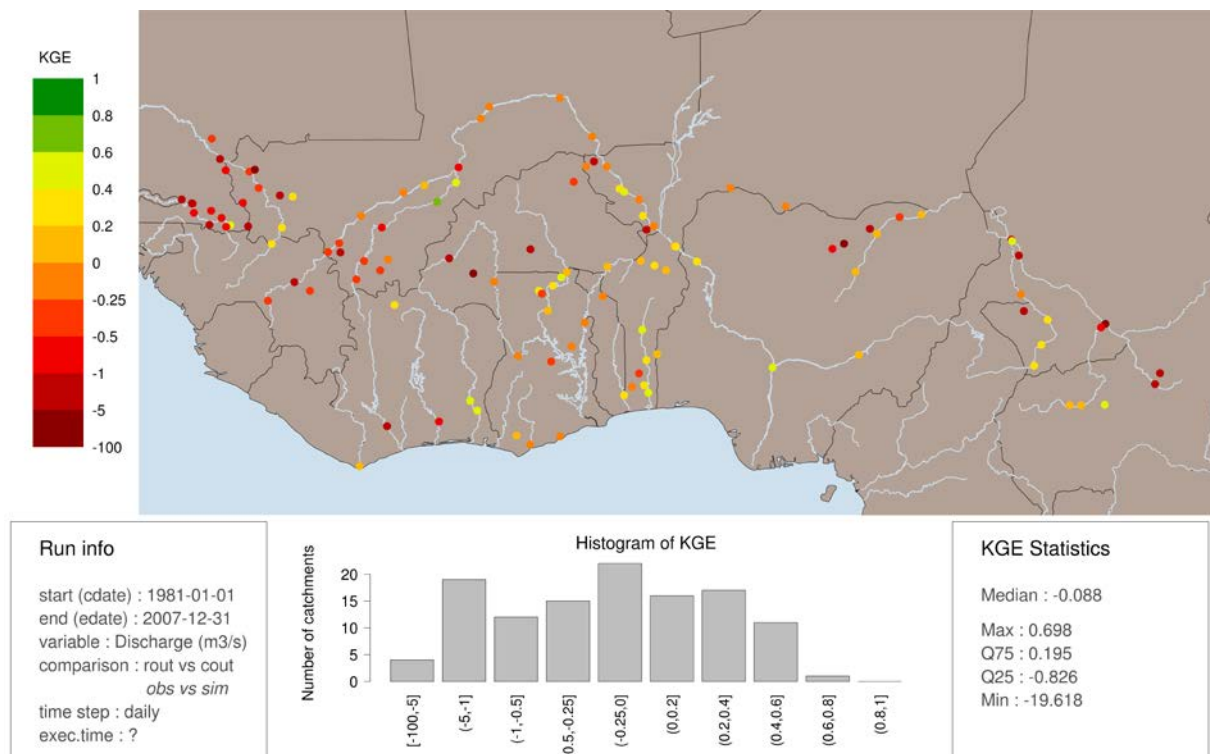 KGE
1
0.8
0.6
0.4
0.2
0
-0.25
-0.5
-1
-5
-100
Run info
start (cdate) : 1981-01-01
end (edate) : 2007-12-31
variable : Discharge (m3/s)
comparison : rout vs cout
obs vs sim
time step : daily
exec.time : ?
Histogram of KGE
Number of catchments
20
15
10
5
0
[-100,-5]
(-5,-1]
(-1,-0.5]
0.5,-0.25]
(-0.25,0]
(0,0.2]
(0.2,0.4]
(0.4,0.6]
(0.6,0.8]
(0.8,1]
KGE Statistics
Median : -0.088
Max : 0.698
Q75 : 0.195
Q25 : -0.826
Min : -19.618